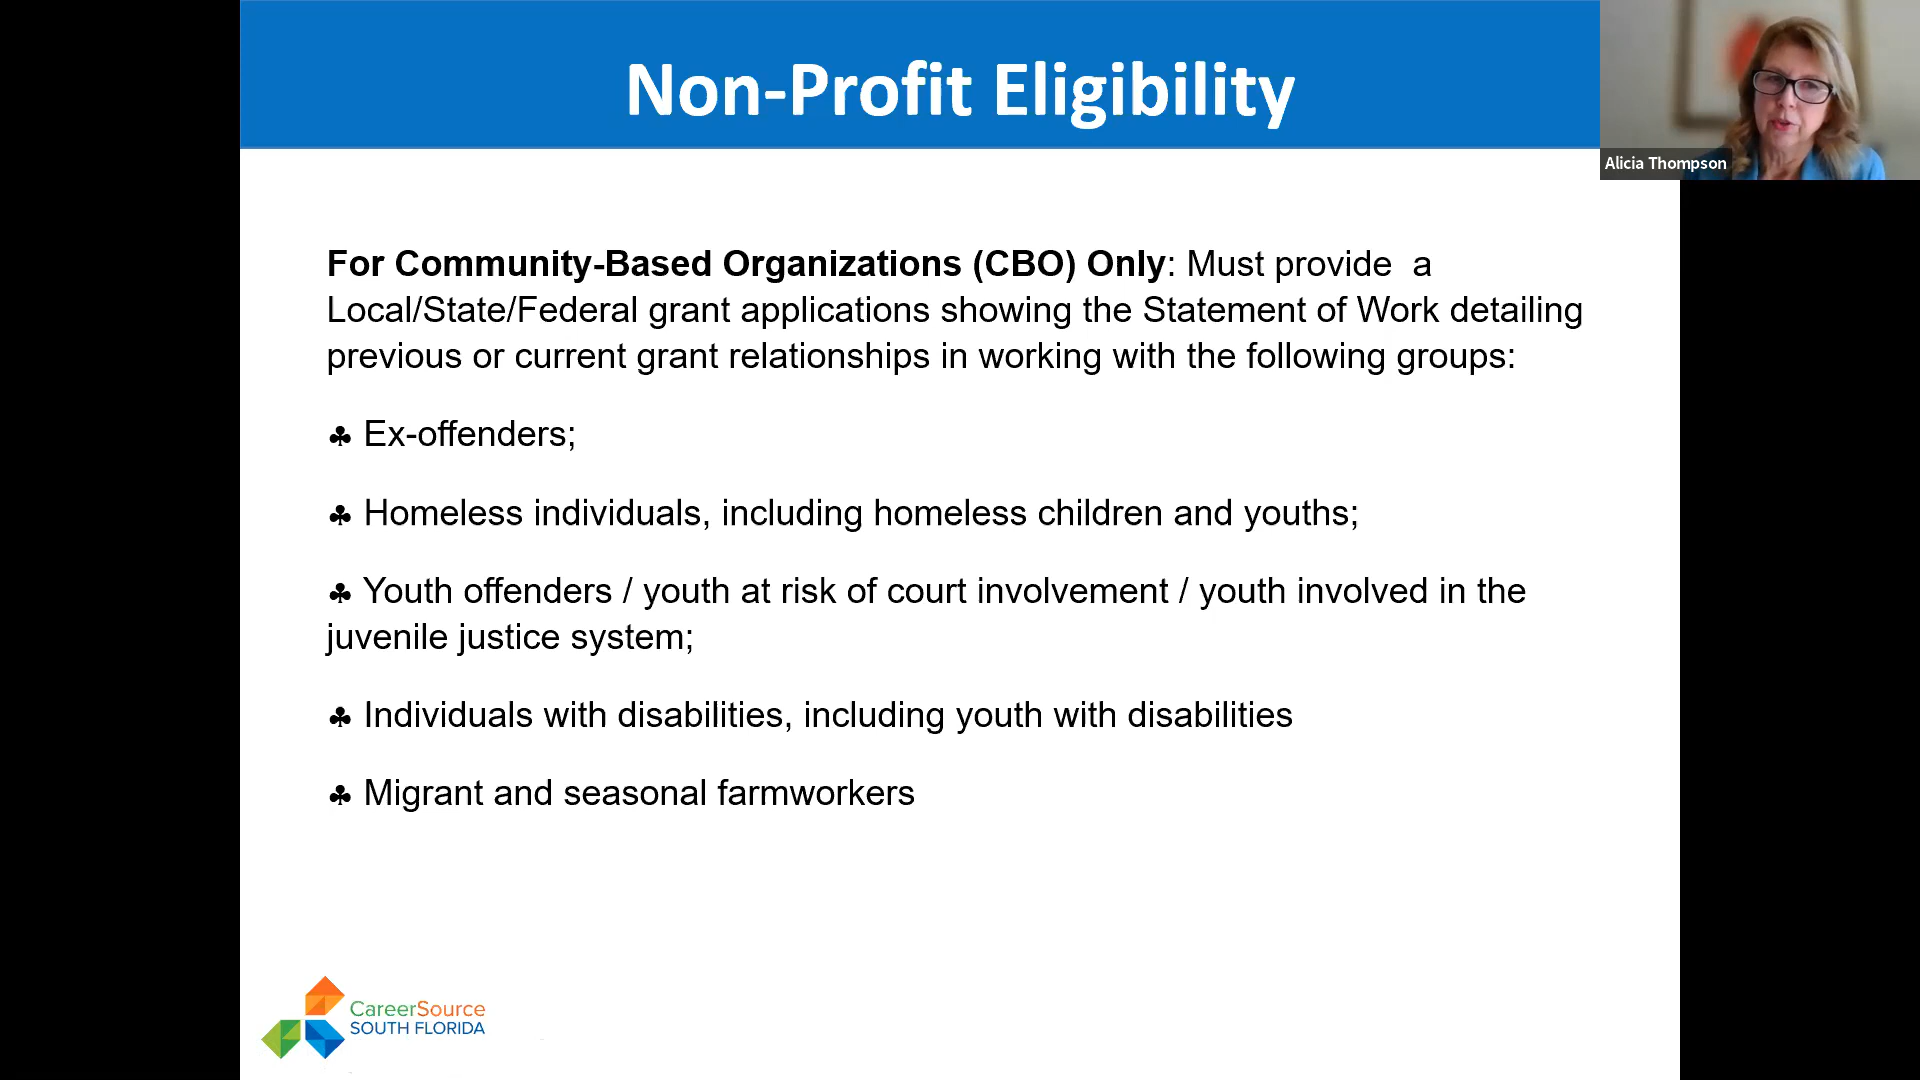 Non-Profit Eligibility
Alicia Thompson
For Community-Based Organizations (CBO) Only: Must provide  a
Local/State/Federal grant applications showing the Statement of Work detailing
previous or current grant relationships in working with the following groups:
♣ Ex-offenders;
♣ Homeless individuals, including homeless children and youths;
♣ Youth offenders / youth at risk of court involvement / youth involved in the
juvenile justice system;
♣ Individuals with disabilities, including youth with disabilities
♣ Migrant and seasonal farmworkers
CareerSource
SOUTH FLORIDA